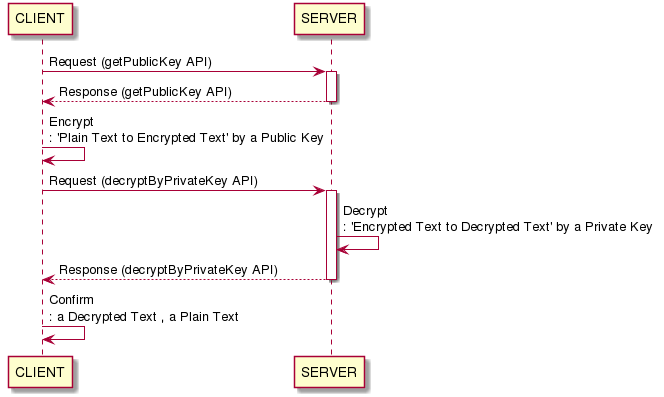 CLIENT
SERVER
Request (getPublicKey API)
Response (getPublicKey API)
Encrypt
: 'Plain Text to Encrypted Text' by a Public Key
Request (decryptByPrivateKey API)
Decrypt
: 'Encrypted Text to Decrypted Text' by a Private Key
Response (decryptByPrivateKey API)
Confirm
: a Decrypted Text , a Plain Text
CLIENT
SERVER